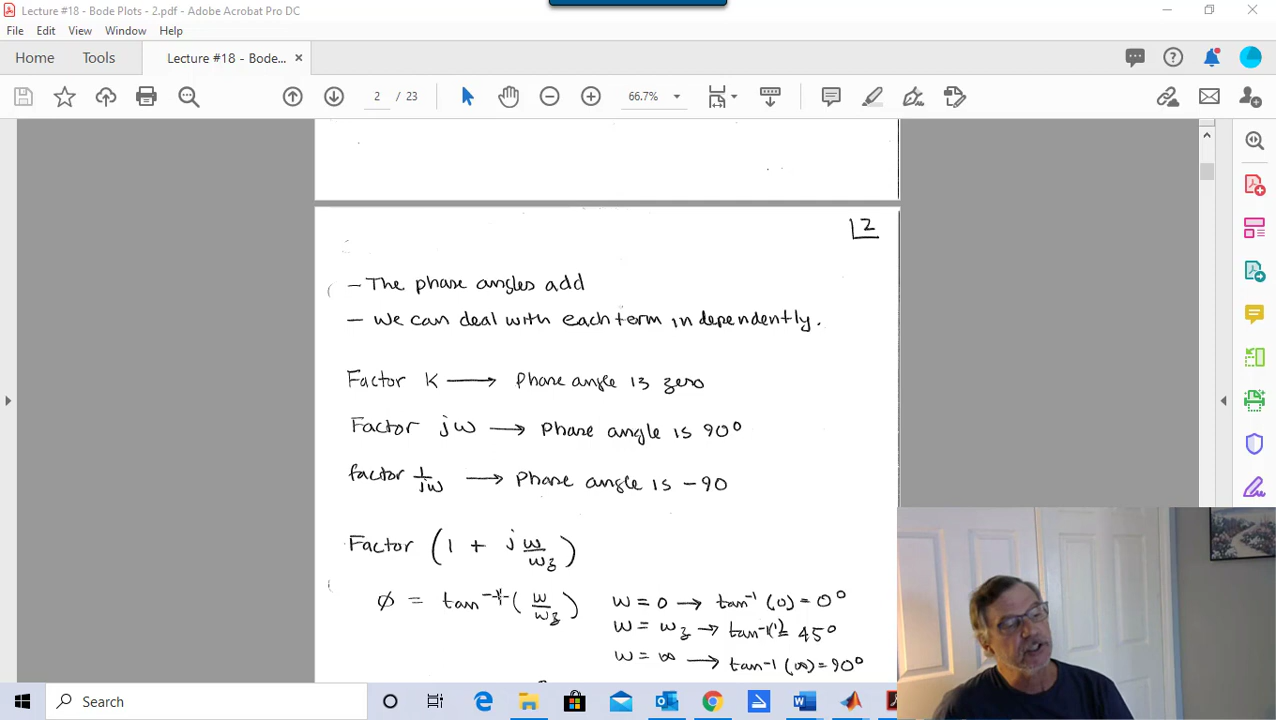 Lecture #18 - Bode Plots - 2.pdf - Adobe Acrobat Pro DC
File Edit View Window Help
Home Tools Lecture #18 - Bode... ×
2 / 23 66.7%
2
- The phase angles add
- We can deal with each term independently.
Factor K → Phase angle is zero
Factor jω → Phase angle is 90°
factor 1/jω → Phase angle is -90
Factor (1 + j ω/ω_z)
φ = tan⁻¹(ω/ω_z) ω = 0 → tan⁻¹(0) = 0°
ω = ω_z → tan⁻¹(1) = 45°
ω = ∞ → tan⁻¹(∞) = 90°
Search